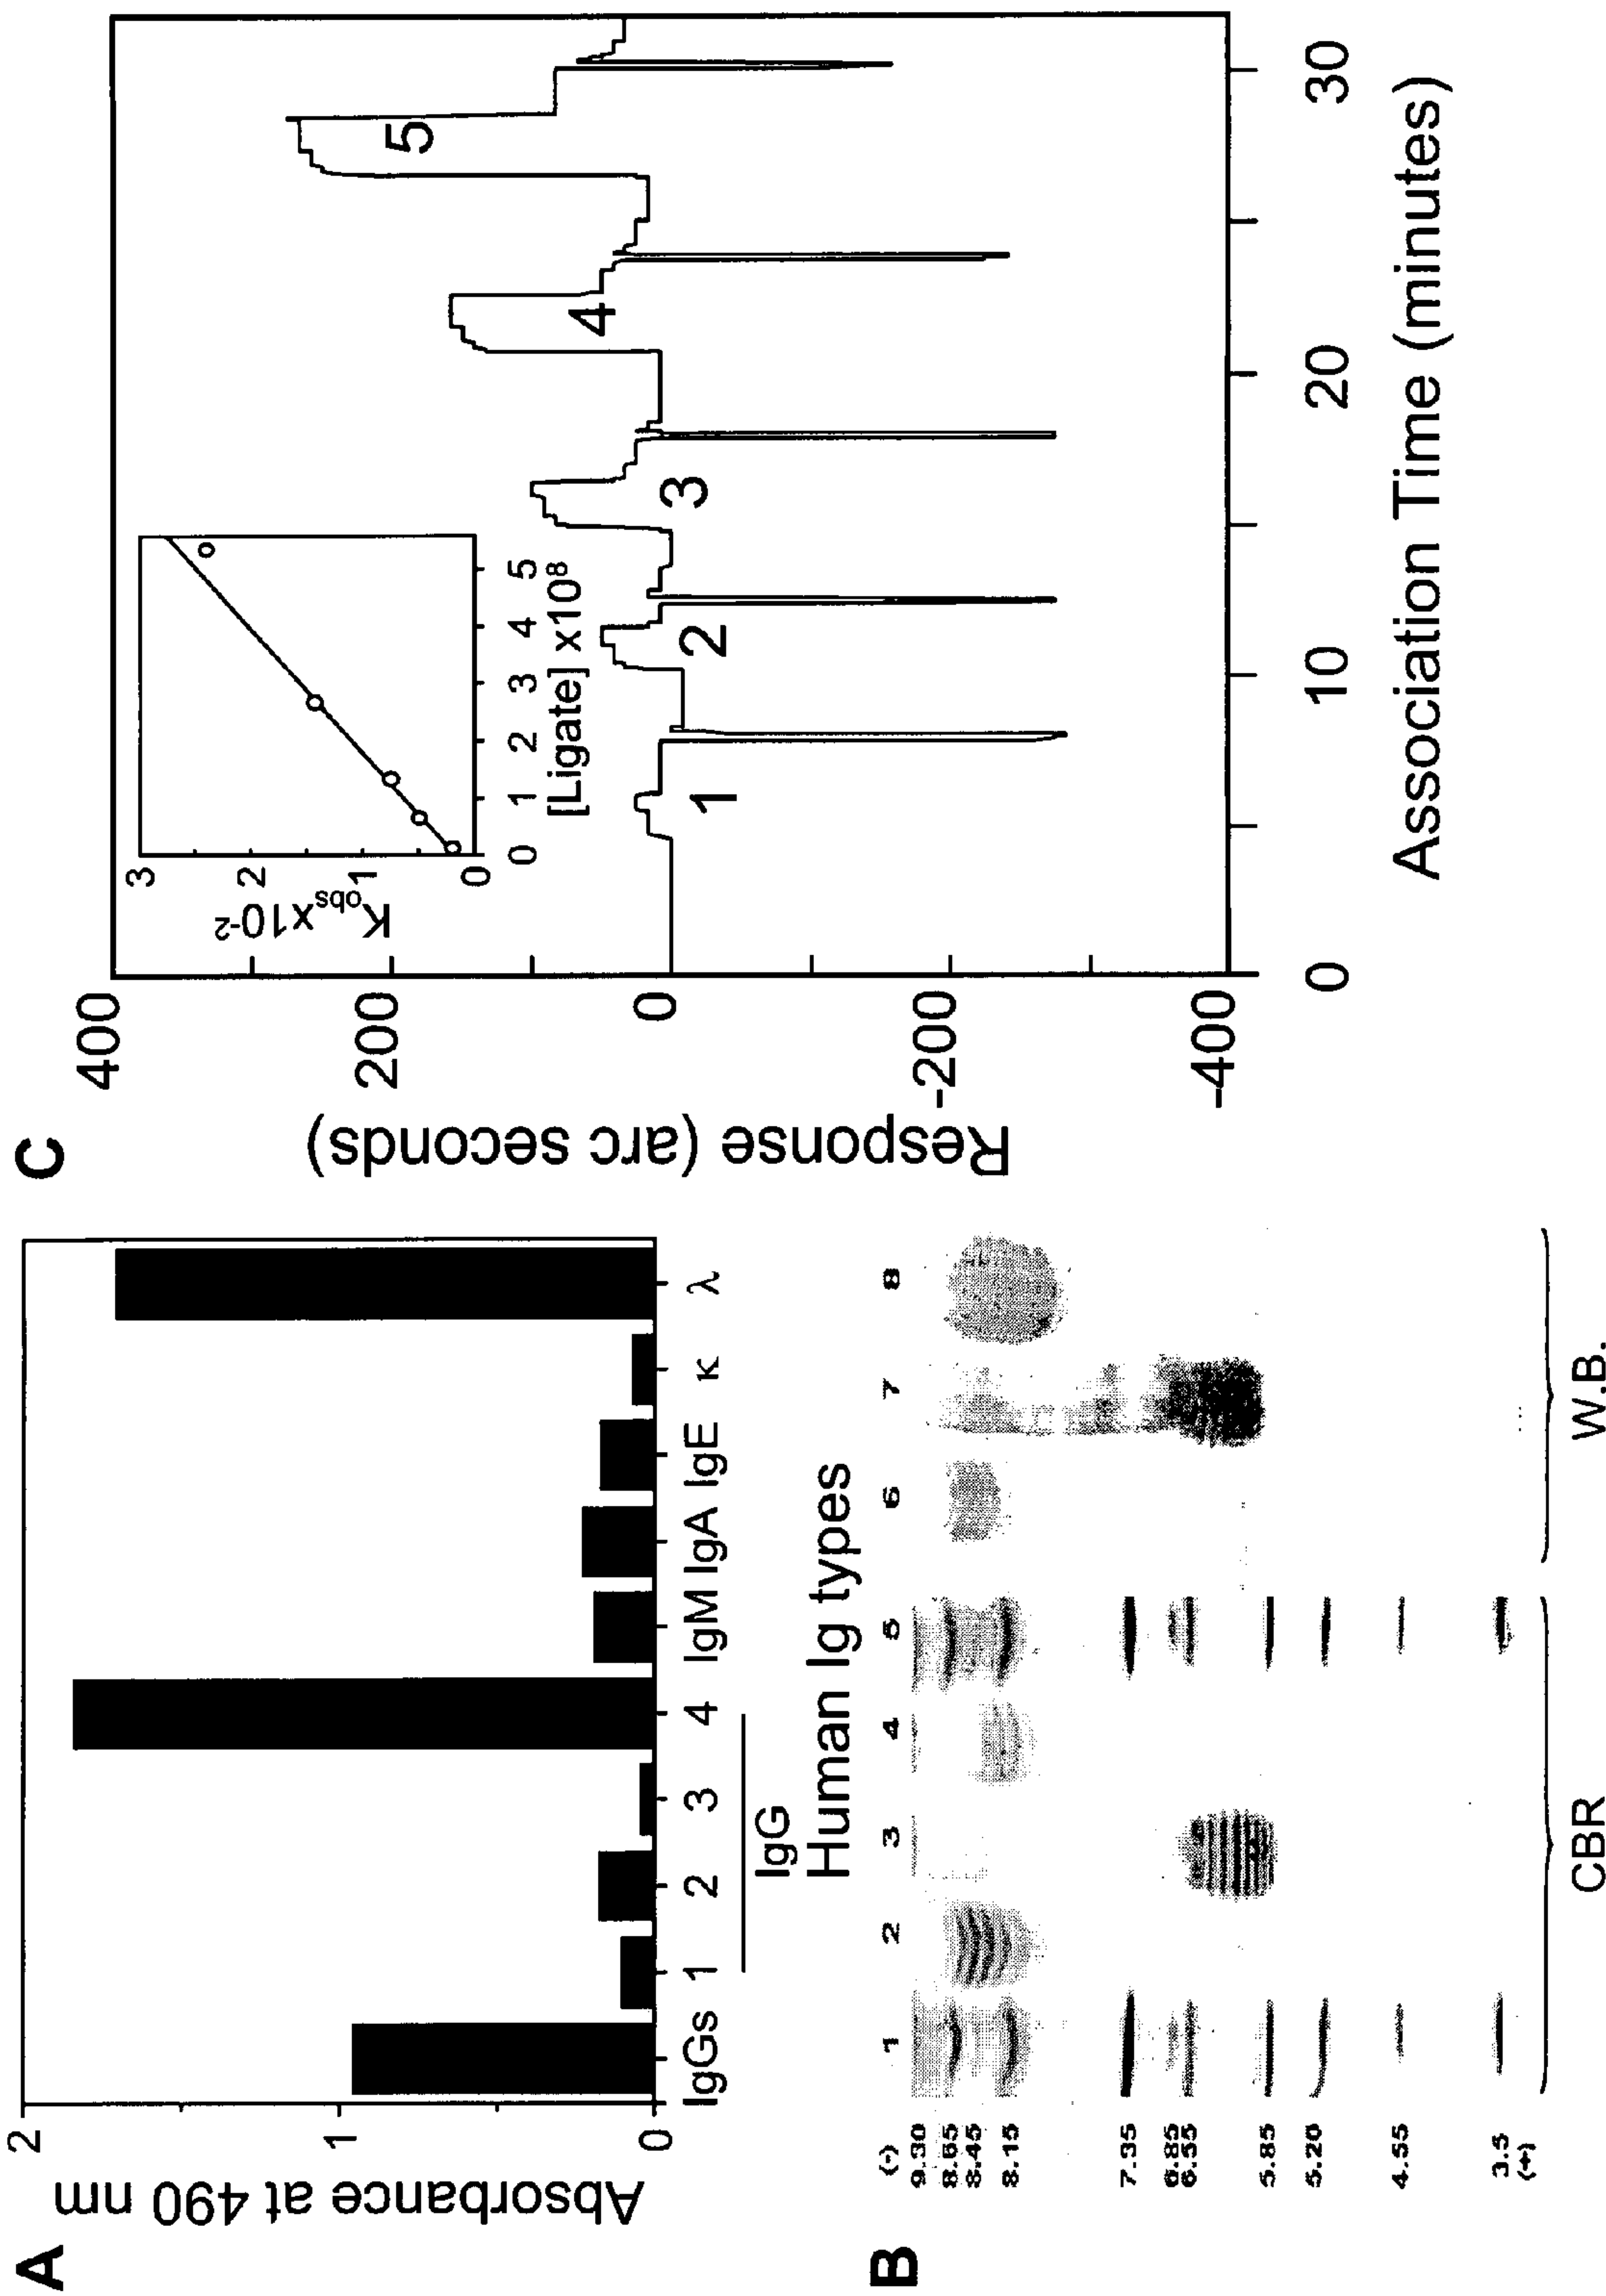 A
Absorbance at 490 nm
2
1
0
IgGs 1 2 3 4 IgM IgA IgE κ λ
IgG
Human Ig types
B
1 2 3 4 5 6 7 8
(-)
9.30
8.65
8.45
8.15
7.35
6.85
6.55
5.85
5.20
4.55
3.5
(+)
CBR W.B.
C
Response (arc seconds)
400
200
0
-200
-400
Kobsx10-2
3
2
1
0
0 1 2 3 4 5
[Ligate] x10⁸
1 2 3 4 5
0 10 20 30
Association Time (minutes)